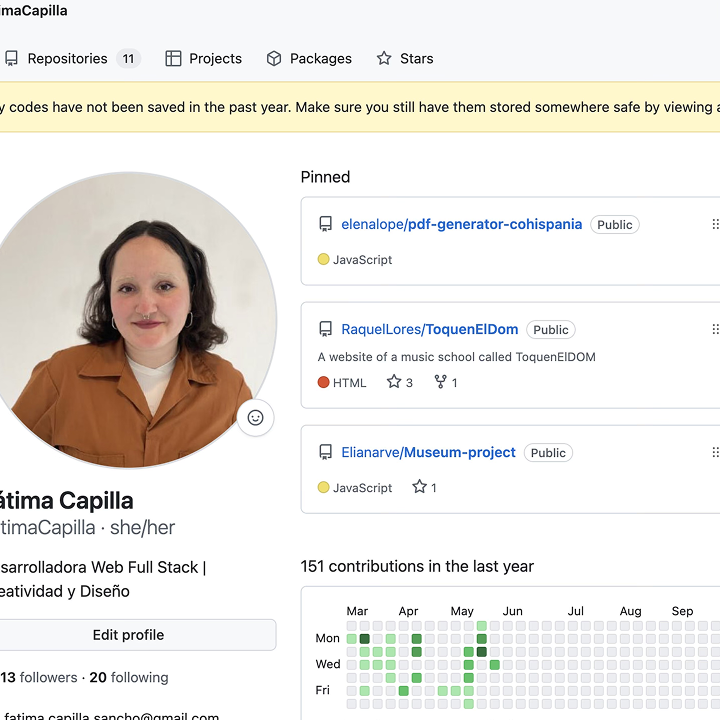 imaCapilla
Repositories 11 Projects Packages Stars
y codes have not been saved in the past year. Make sure you still have them stored somewhere safe by viewing a
Pinned
elenalope/pdf-generator-cohispania Public
JavaScript
RaquelLores/ToquenElDom Public
A website of a music school called ToquenElDOM
HTML 3 1
Elianarve/Museum-project Public
JavaScript 1
átima Capilla
timaCapilla · she/her
sarrolladora Web Full Stack |
eatividad y Diseño
Edit profile
13 followers · 20 following
fatima.capilla.sancho@gmail.com
151 contributions in the last year
Mar Apr May Jun Jul Aug Sep
Mon
Wed
Fri